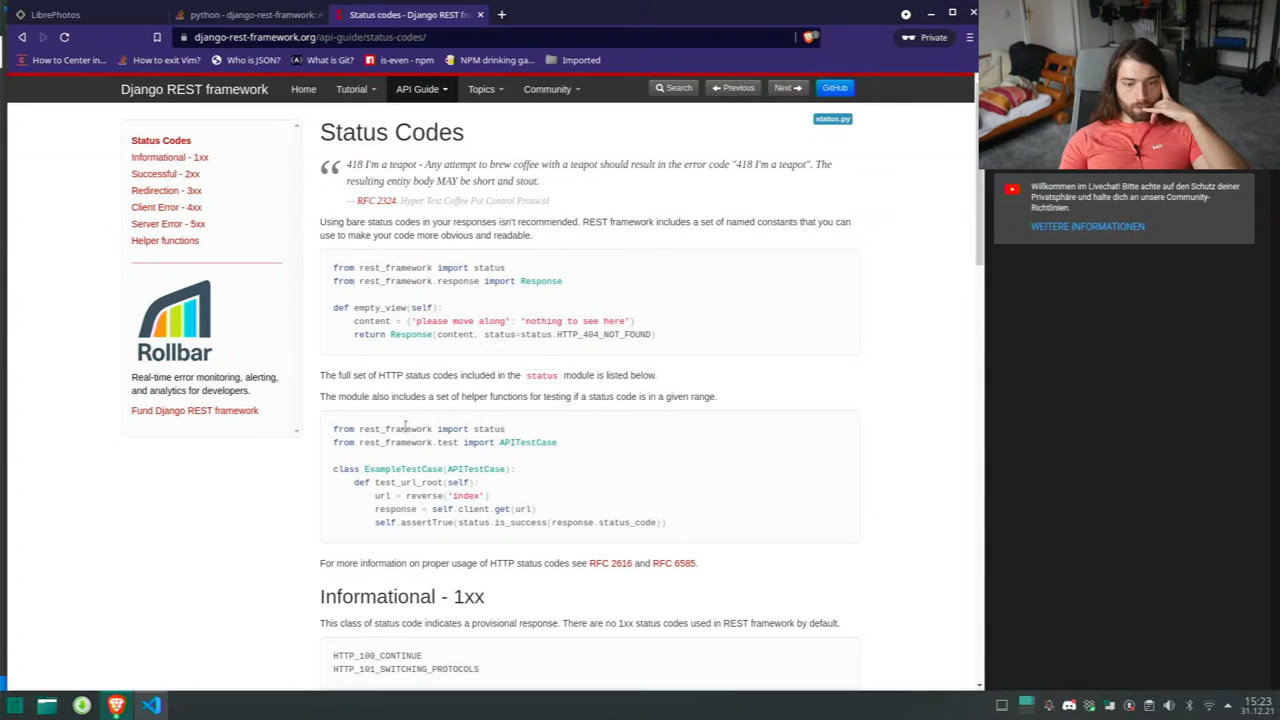 LibrePhotos
python - django-rest-framwork: A
Status codes - Django REST fr
django-rest-framework.org/api-guide/status-codes/
Private
How to Center in...
How to exit Vim?
Who is JSON?
What is Git?
is-even - npm
NPM drinking ga...
Imported
Django REST framework
Home
Tutorial
API Guide
Topics
Community
Search
Previous
Next
GitHub
Status Codes
Informational - 1xx
Successful - 2xx
Redirection - 3xx
Client Error - 4xx
Server Error - 5xx
Helper functions
Rollbar
Real-time error monitoring, alerting,
and analytics for developers.
Fund Django REST framework
Status Codes
status.py
418 I'm a teapot - Any attempt to brew coffee with a teapot should result in the error code "418 I'm a teapot". The
resulting entity body MAY be short and stout.
— RFC 2324, Hyper Text Coffee Pot Control Protocol
Using bare status codes in your responses isn't recommended. REST framework includes a set of named constants that you can
use to make your code more obvious and readable.
from rest_framework import status
from rest_framework.response import Response
def empty_view(self):
content = {'please move along': 'nothing to see here'}
return Response(content, status=status.HTTP_404_NOT_FOUND)
The full set of HTTP status codes included in the status module is listed below.
The module also includes a set of helper functions for testing if a status code is in a given range.
from rest_framework import status
from rest_framework.test import APITestCase
class ExampleTestCase(APITestCase):
def test_url_root(self):
url = reverse('index')
response = self.client.get(url)
self.assertTrue(status.is_success(response.status_code))
For more information on proper usage of HTTP status codes see RFC 2616 and RFC 6585.
Informational - 1xx
This class of status code indicates a provisional response. There are no 1xx status codes used in REST framework by default.
HTTP_100_CONTINUE
HTTP_101_SWITCHING_PROTOCOLS
Willkommen im Livechat! Bitte achte auf den Schutz deiner
Privatsphäre und halte dich an unsere Community-
Richtlinien.
WEITERE INFORMATIONEN
15:23
31.12.21